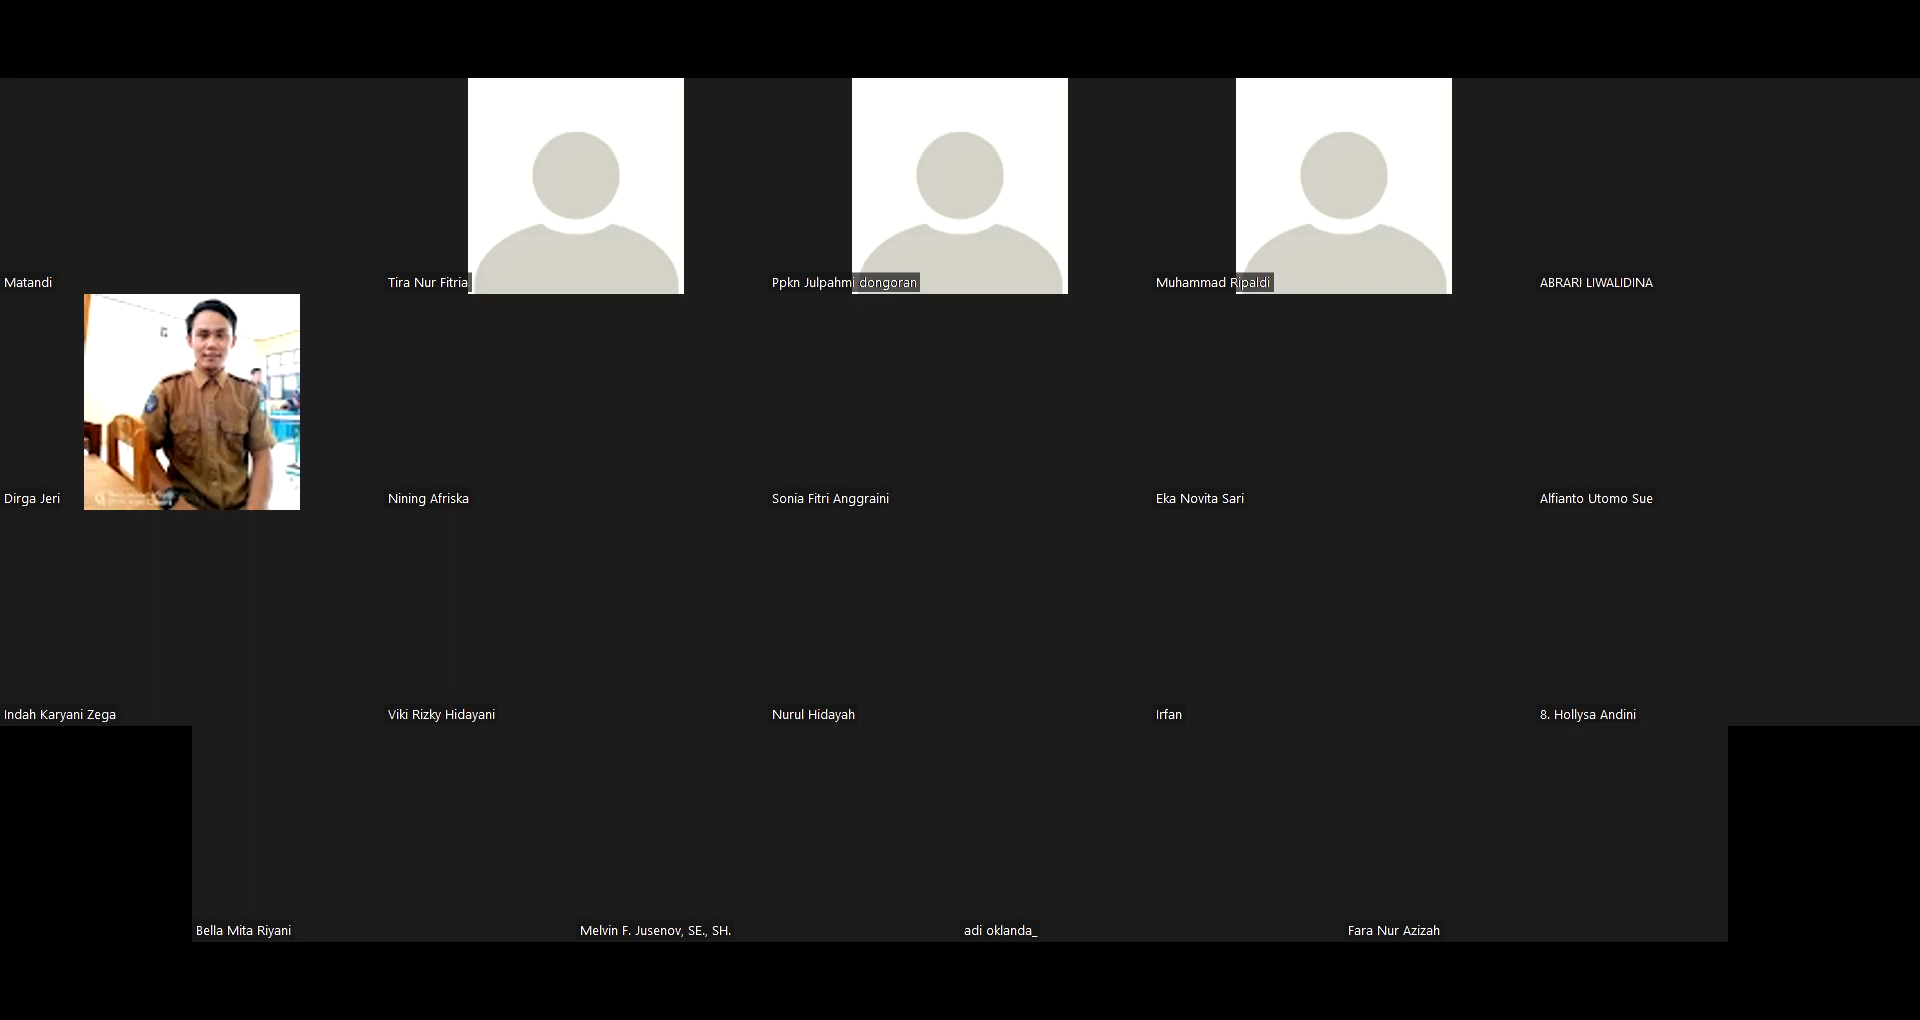 Matandi
Tira Nur Fitria
Ppkn Julpahmi dongoran
Muhammad Ripaldi
ABRARI LIWALIDINA
Dirga Jeri
Nining Afriska
Sonia Fitri Anggraini
Eka Novita Sari
Alfianto Utomo Sue
Indah Karyani Zega
Viki Rizky Hidayani
Nurul Hidayah
Irfan
8. Hollysa Andini
Bella Mita Riyani
Melvin F. Jusenov, SE., SH.
adi oklanda_
Fara Nur Azizah